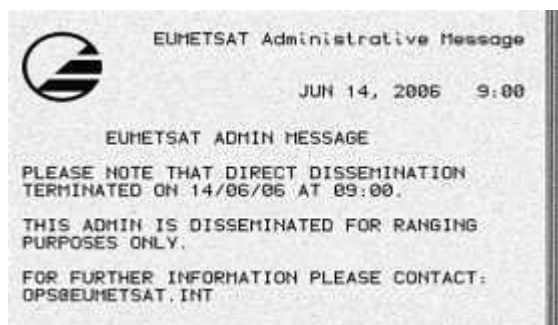 EUMETSAT Administrative Message
JUN 14, 2006 9:00
EUMETSAT ADMIN MESSAGE
PLEASE NOTE THAT DIRECT DISSEMINATION
TERMINATED ON 14/06/06 AT 09:00.
THIS ADMIN IS DISSEMINATED FOR RANGING
PURPOSES ONLY.
FOR FURTHER INFORMATION PLEASE CONTACT:
OPS@EUMETSAT.INT